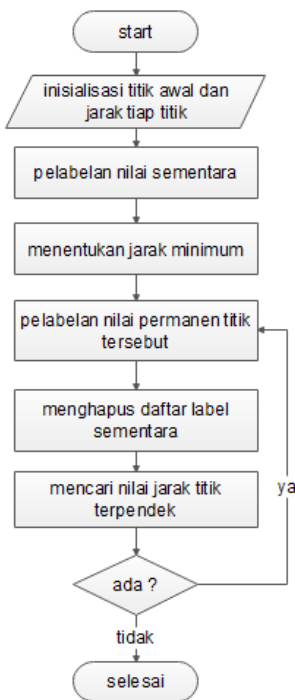 start
inisialisasi titik awal dan
jarak tiap titik
pelabelan nilai sementara
menentukan jarak minimum
pelabelan nilai permanen titik
tersebut
menghapus daftar label
sementara
mencari nilai jarak titik
terpendek
ya
ada ?
tidak
selesai